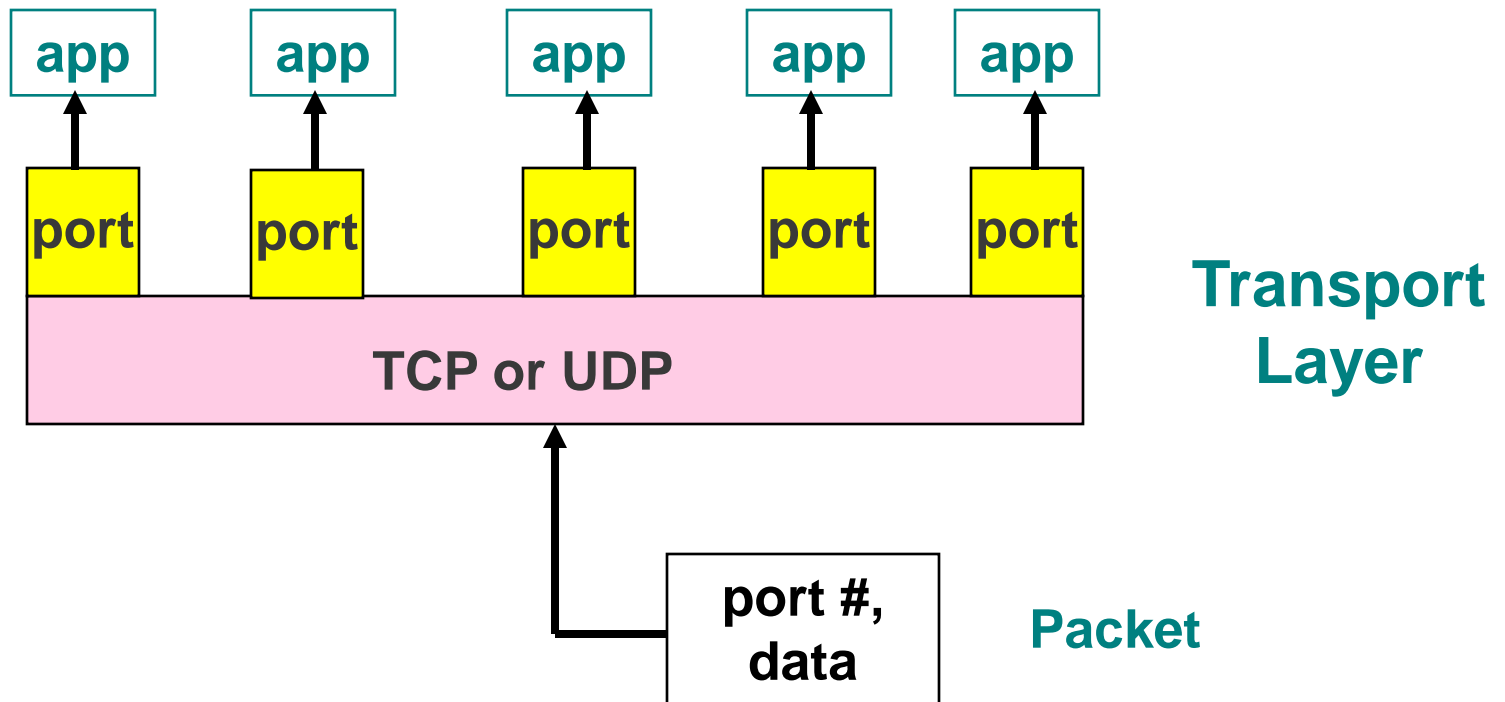 app app app app app
port port port port port
Transport
Layer
TCP or UDP
port #,
data
Packet